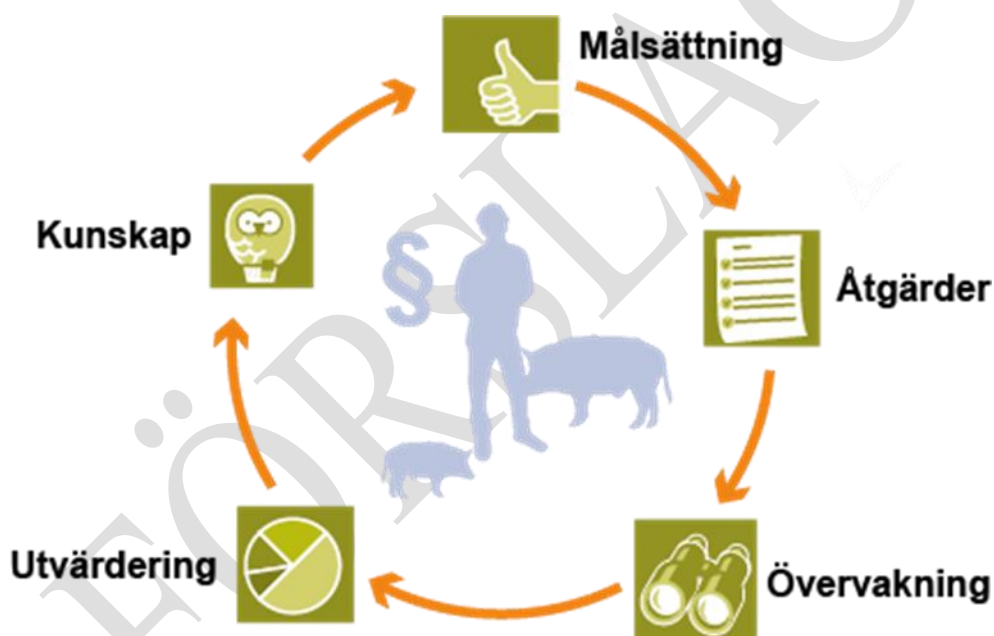 Målsättning
Åtgärder
Övervakning
Utvärdering
Kunskap
§
FÖRSLAG